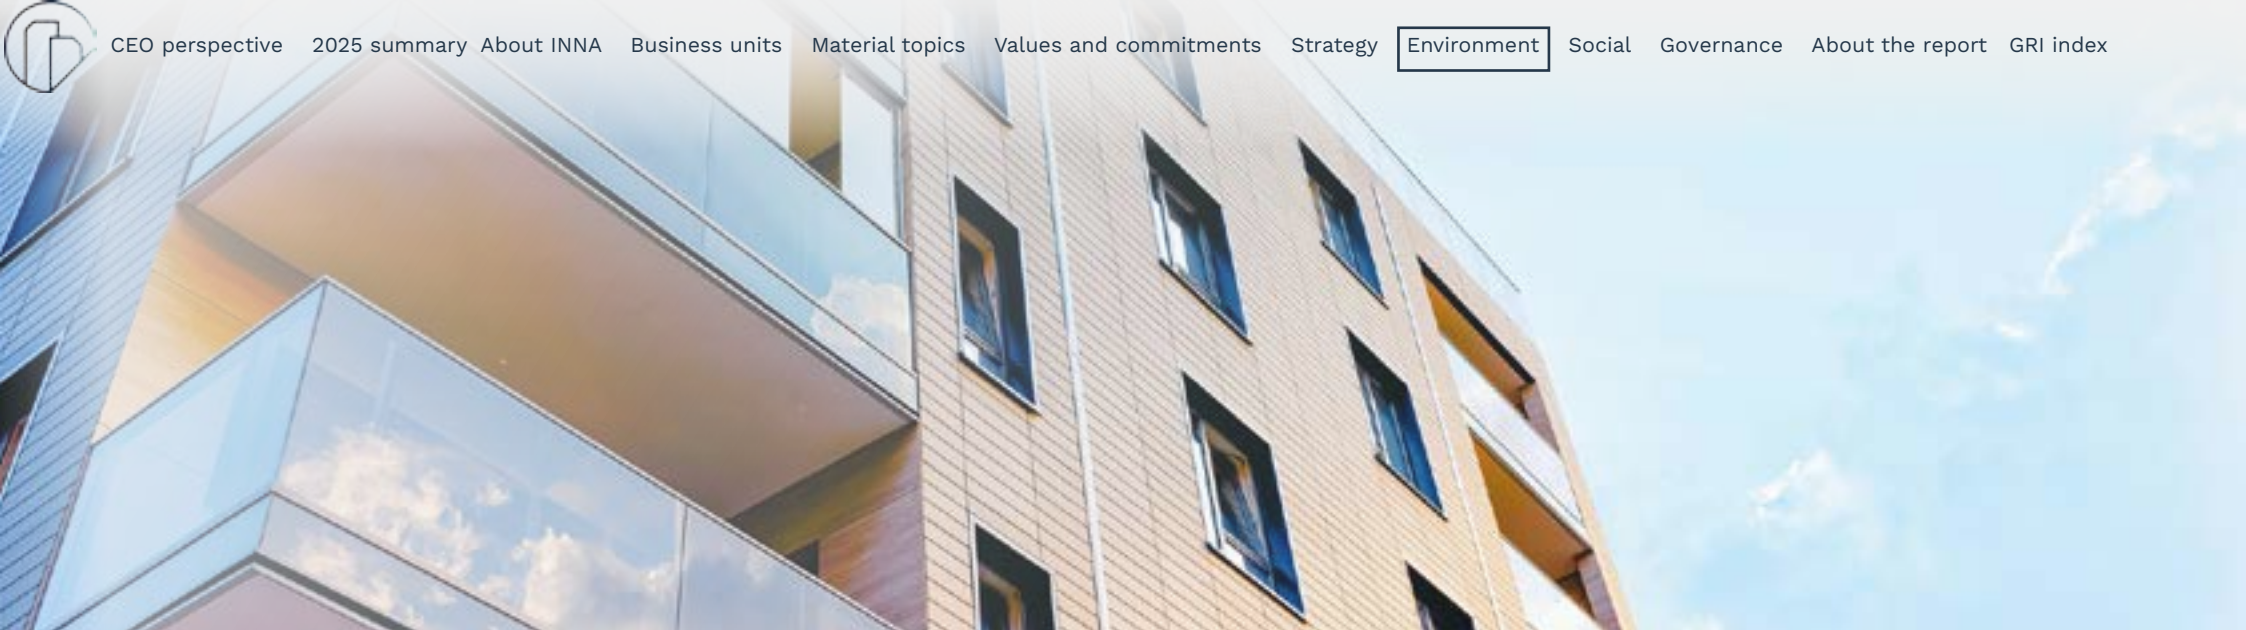 CEO perspective 2025 summary About INNA Business units Material topics Values and commitments Strategy Environment Social Governance About the report GRI index